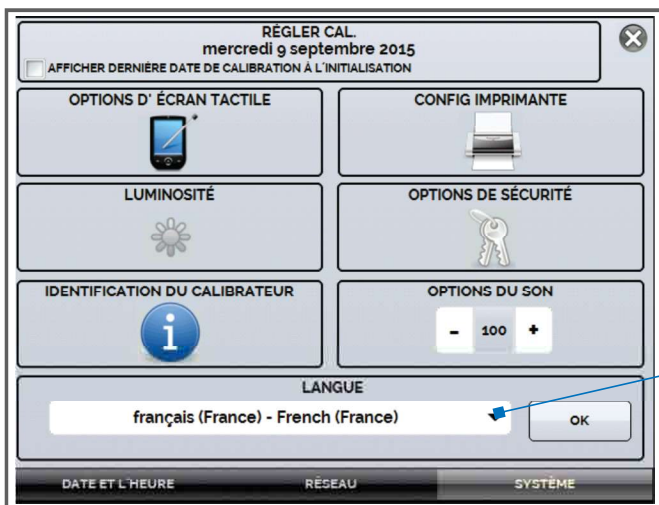 RÉGLER CAL.
mercredi 9 septembre 2015
AFFICHER DERNIÈRE DATE DE CALIBRATION À L'INITIALISATION
OPTIONS D' ÉCRAN TACTILE
CONFIG IMPRIMANTE
LUMINOSITÉ
OPTIONS DE SÉCURITÉ
IDENTIFICATION DU CALIBRATEUR
i
OPTIONS DU SON
- 100 +
LANGUE
français (France) - French (France)
OK
DATE ET L'HEURE
RÉSEAU
SYSTÈME